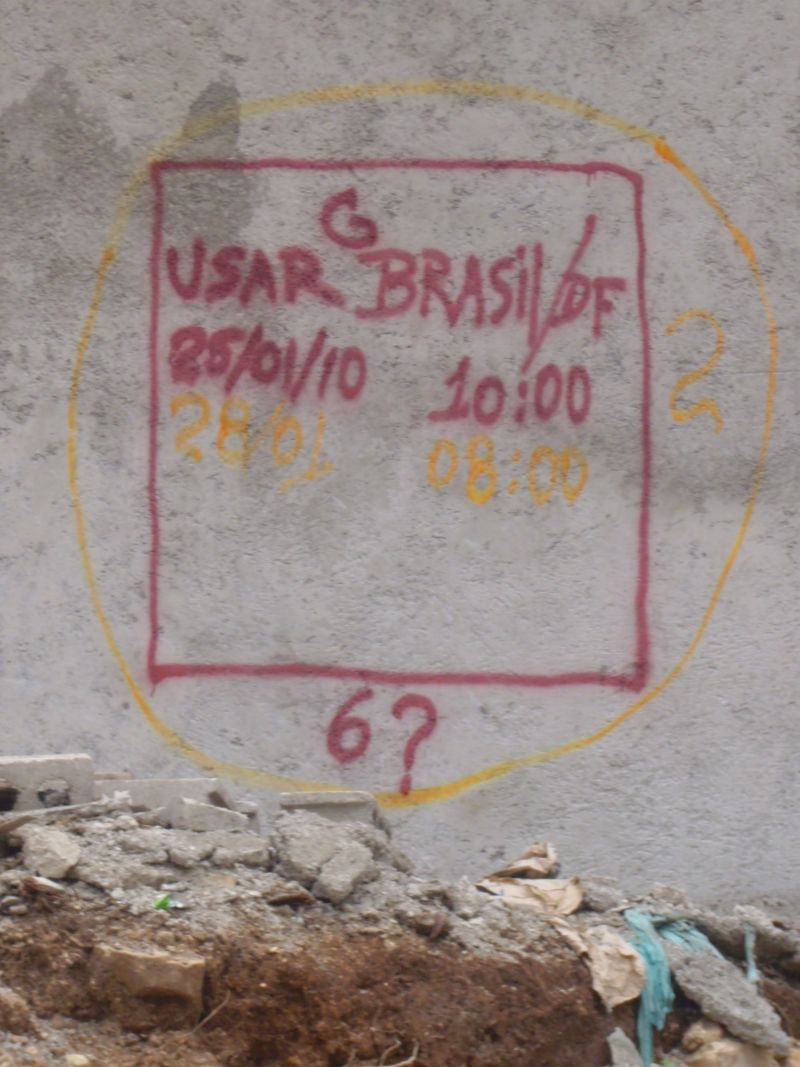 G
USAR BRASil/DF
25/01/10 10:00
28/01 08:00
2
6?